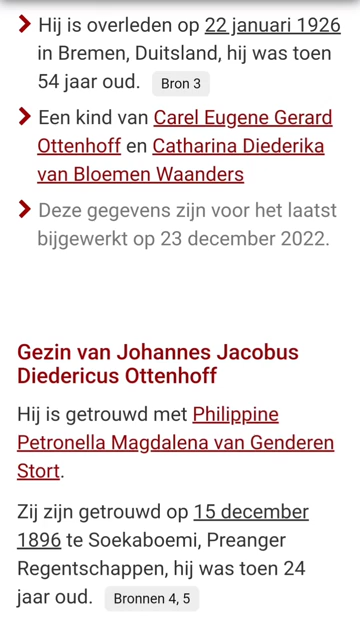 Hij is overleden op 22 januari 1926
in Bremen, Duitsland, hij was toen
54 jaar oud. Bron 3
Een kind van Carel Eugene Gerard
Ottenhoff en Catharina Diederika
van Bloemen Waanders
Deze gegevens zijn voor het laatst
bijgewerkt op 23 december 2022.
Gezin van Johannes Jacobus
Diedericus Ottenhoff
Hij is getrouwd met Philippine
Petronella Magdalena van Genderen
Stort.
Zij zijn getrouwd op 15 december
1896 te Soekaboemi, Preanger
Regentschappen, hij was toen 24
jaar oud. Bronnen 4, 5